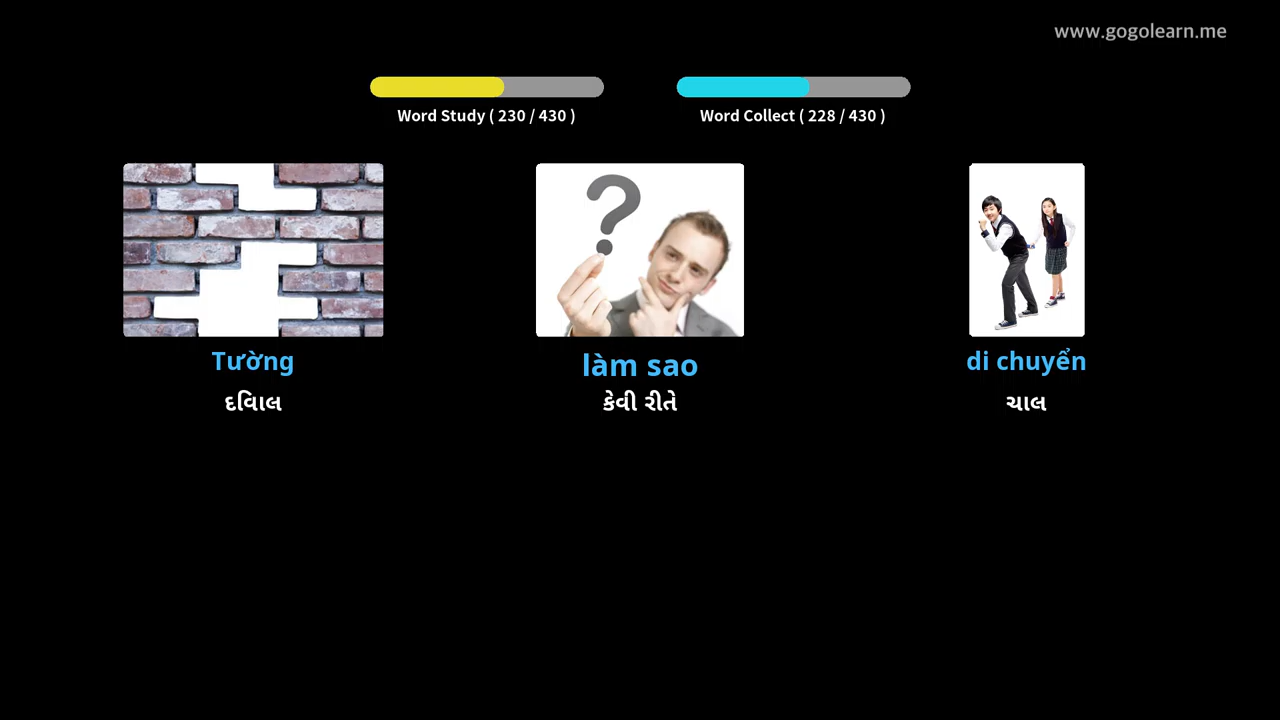 www.gogolearn.me
Word Study ( 230 / 430 )
Word Collect ( 228 / 430 )
Tường
làm sao
di chuyển
દિવાલ
કેવી રીતે
ચાલ